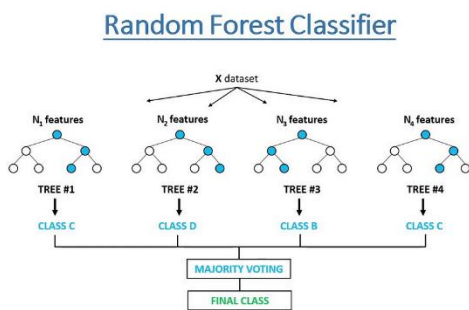 Random Forest Classifier
X dataset
N₁ features N₂ features N₃ features N₄ features
TREE #1 TREE #2 TREE #3 TREE #4
CLASS C CLASS D CLASS B CLASS C
MAJORITY VOTING
FINAL CLASS